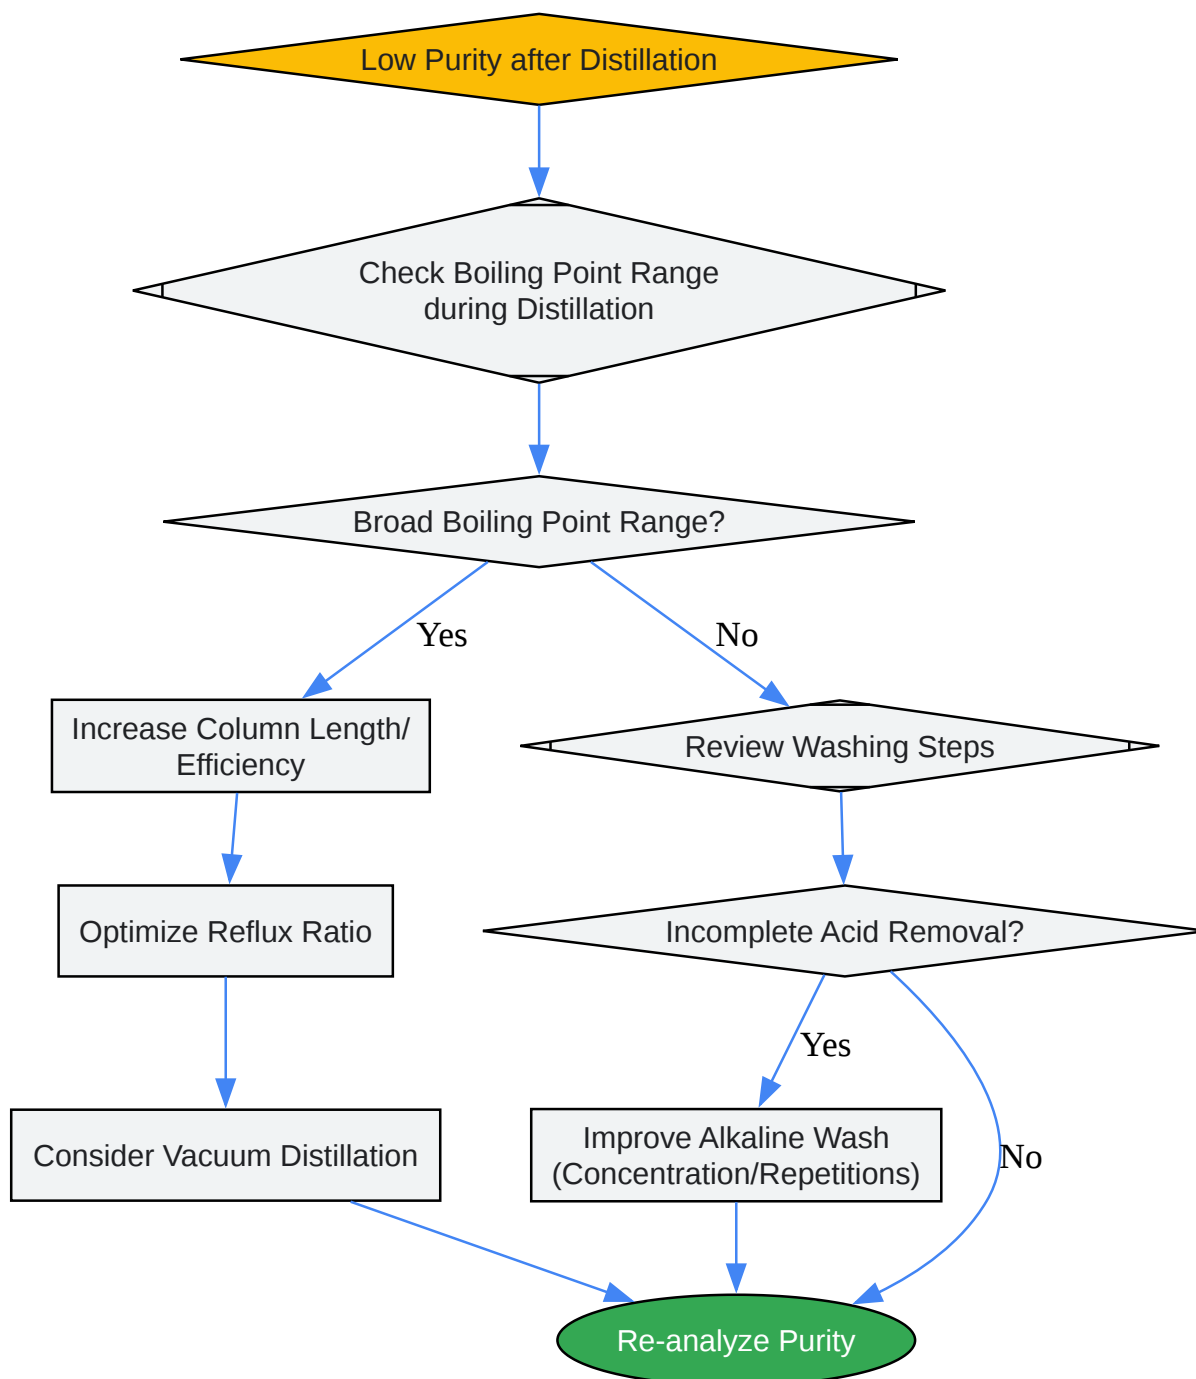 Low Purity after Distillation
Check Boiling Point Range
during Distillation
Broad Boiling Point Range?
Yes
No
Increase Column Length/
Efficiency
Review Washing Steps
Optimize Reflux Ratio
Incomplete Acid Removal?
Yes
No
Consider Vacuum Distillation
Improve Alkaline Wash
(Concentration/Repetitions)
Re-analyze Purity